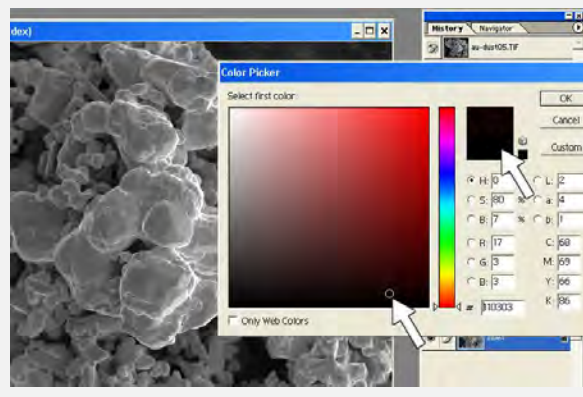 dex)
History Navigator
au-dust05.TIF
Color Picker
Select first color:
OK
Cancel
Custom
H: 0 °
S: 80 %
B: 7 %
R: 17
G: 3
B: 3
L: 2
a: 4
b: 1
C: 68
M: 69
Y: 66
K: 86
# 110303
Only Web Colors